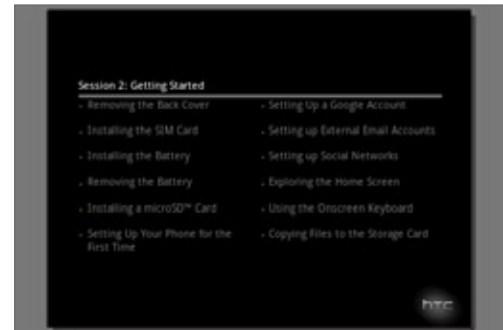 Session 2: Getting Started
- Removing the Back Cover
- Installing the SIM Card
- Installing the Battery
- Removing the Battery
- Installing a microSD™ Card
- Setting Up Your Phone for the
First Time
- Setting Up a Google Account
- Setting up External Email Accounts
- Setting up Social Networks
- Exploring the Home Screen
- Using the Onscreen Keyboard
- Copying Files to the Storage Card
hTC